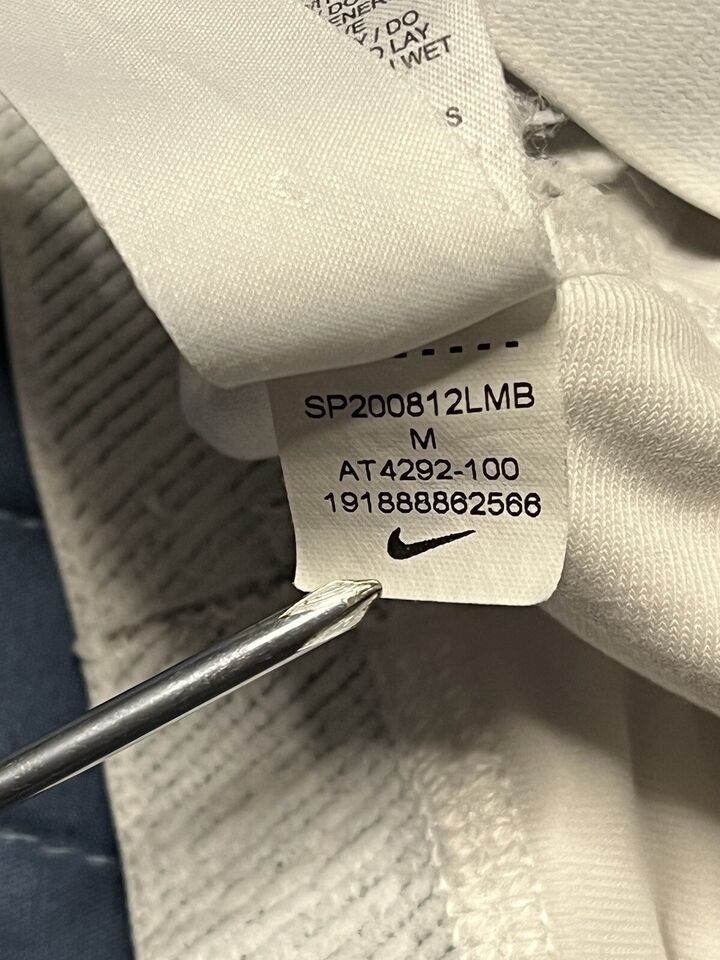 / DO
LAY
WET
S
SP200812LMB
M
AT4292-100
191888862566